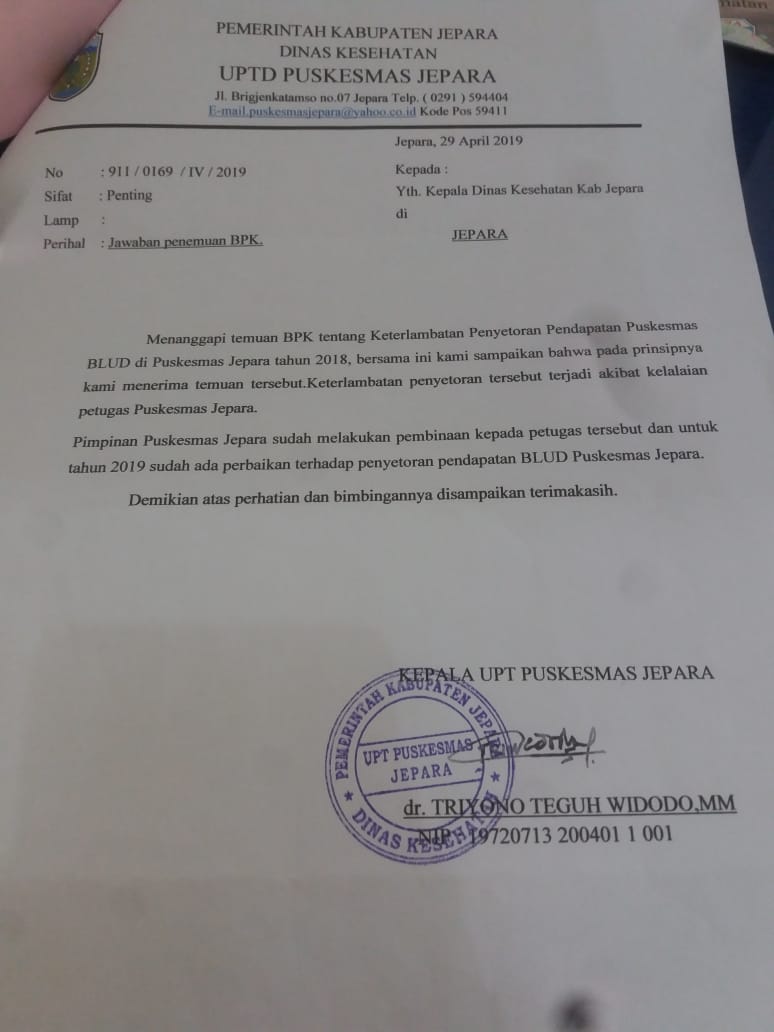 PEMERINTAH KABUPATEN JEPARA
DINAS KESEHATAN
UPTD PUSKESMAS JEPARA
Jl. Brigjenkatamso no.07 Jepara Telp. ( 0291 ) 594404
E-mail.puskesmasjepara@yahoo.co.id Kode Pos 59411
Jepara, 29 April 2019
No : 911 / 0169 / IV / 2019
Sifat : Penting
Lamp :
Perihal : Jawaban penemuan BPK.
Kepada :
Yth. Kepala Dinas Kesehatan Kab Jepara
di
JEPARA
Menanggapi temuan BPK tentang Keterlambatan Penyetoran Pendapatan Puskesmas
BLUD di Puskesmas Jepara tahun 2018, bersama ini kami sampaikan bahwa pada prinsipnya
kami menerima temuan tersebut.Keterlambatan penyetoran tersebut terjadi akibat kelalaian
petugas Puskesmas Jepara.
Pimpinan Puskesmas Jepara sudah melakukan pembinaan kepada petugas tersebut dan untuk
tahun 2019 sudah ada perbaikan terhadap penyetoran pendapatan BLUD Puskesmas Jepara.
Demikian atas perhatian dan bimbingannya disampaikan terimakasih.
KEPALA UPT PUSKESMAS JEPARA
PEMERINTAH KABUPATEN JEPARA
UPT PUSKESMAS
JEPARA
DINAS KESEHATAN
dr. TRIYONO TEGUH WIDODO,MM
NIP. 19720713 200401 1 001